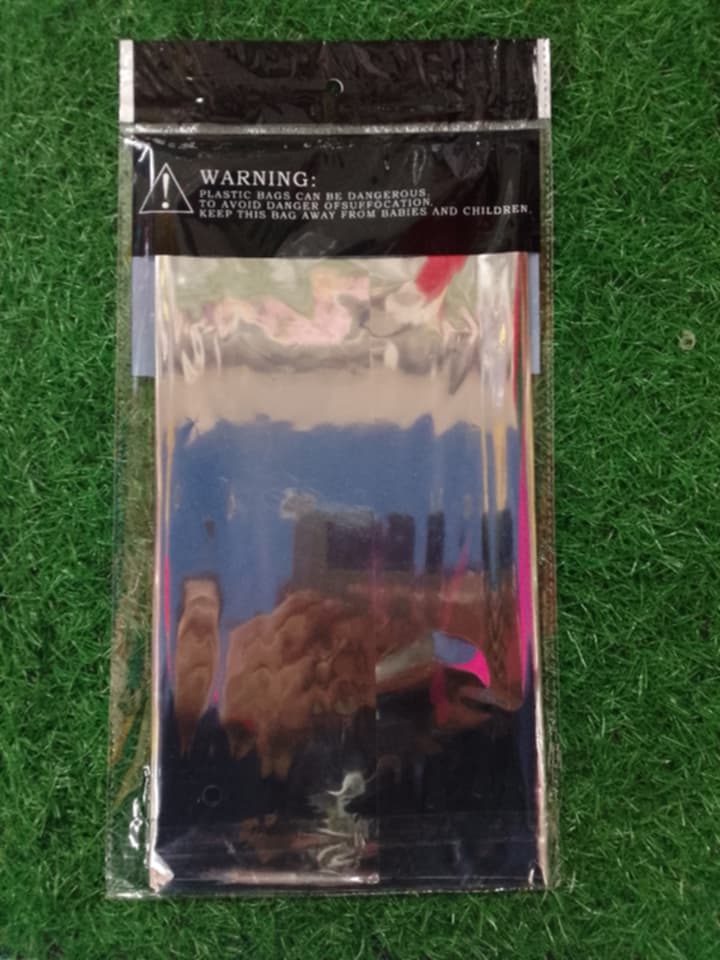 WARNING:
PLASTIC BAGS CAN BE DANGEROUS.
TO AVOID DANGER OFSUFFOCATION.
KEEP THIS BAG AWAY FROM BABIES AND CHILDREN.